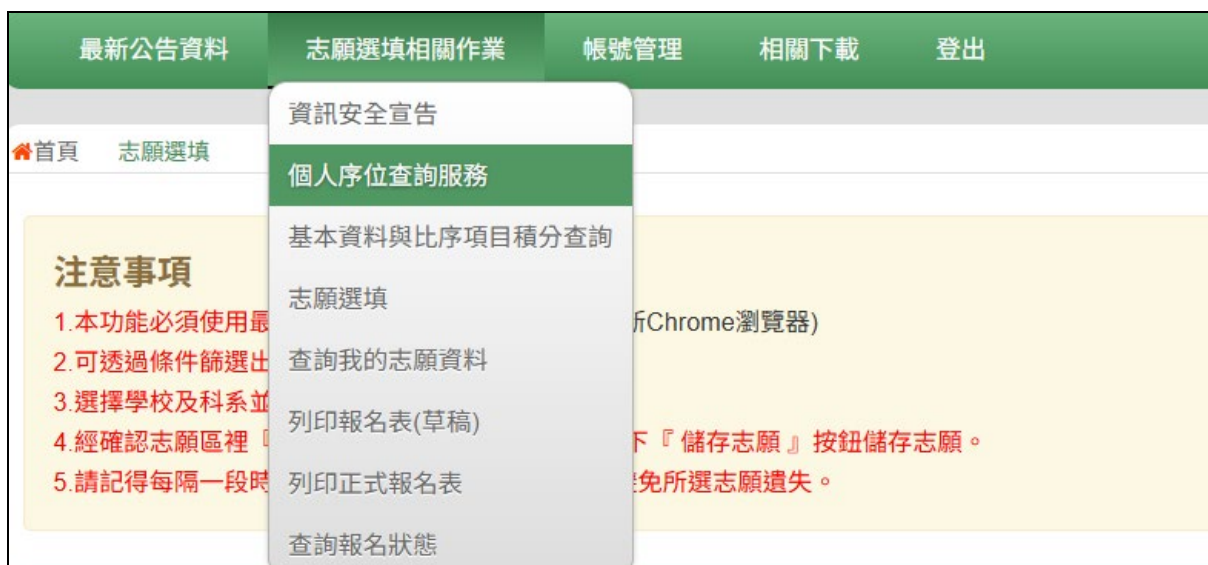 最新公告資料 志願選填相關作業 帳號管理 相關下載 登出
資訊安全宣告
首頁 志願選填
個人序位查詢服務
基本資料與比序項目積分查詢
志願選填
查詢我的志願資料
列印報名表(草稿)
列印正式報名表
查詢報名狀態
注意事項
1.本功能必須使用最 新Chrome瀏覽器)
2.可透過條件篩選出
3.選擇學校及科系並
4.經確認志願區裡『 下『 儲存志願 』按鈕儲存志願。
5.請記得每隔一段時 免所選志願遺失。